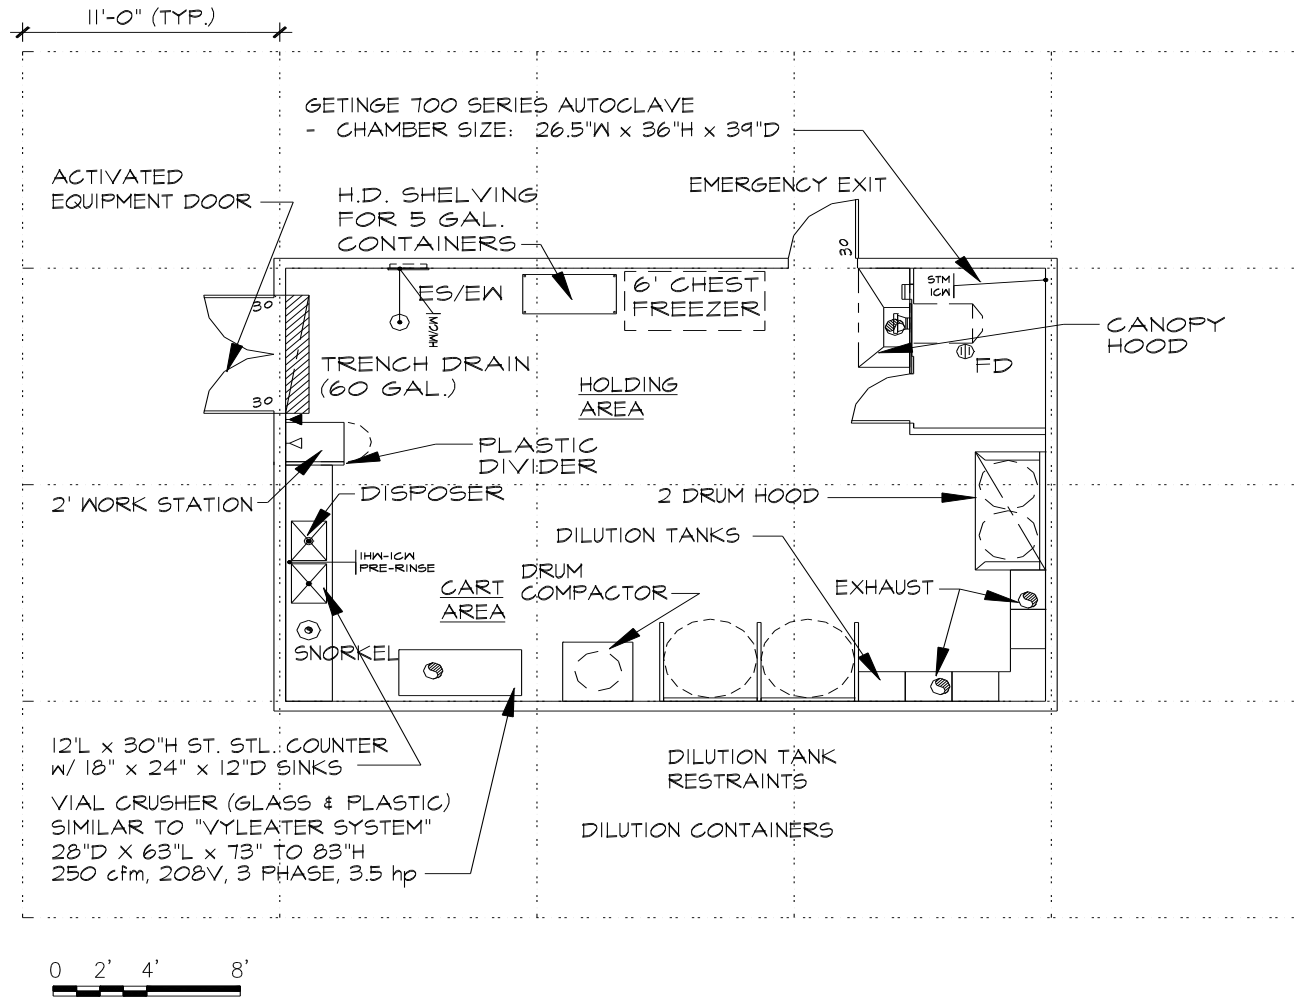 11'-0" (TYP.)
GETINGE 700 SERIES AUTOCLAVE
- CHAMBER SIZE: 26.5"W x 36"H x 39"D
ACTIVATED
EQUIPMENT DOOR
H.D. SHELVING
FOR 5 GAL.
CONTAINERS
EMERGENCY EXIT
30
ES/EW
6' CHEST
FREEZER
STM
ICW
30
CANOPY
HOOD
TRENCH DRAIN
(60 GAL.)
FD
HOLDING
AREA
30
PLASTIC
DIVIDER
2' WORK STATION
DISPOSER
2 DRUM HOOD
DILUTION TANKS
IHW-ICW
PRE-RINSE
CART
AREA
DRUM
COMPACTOR
EXHAUST
SNORKEL
12'L x 30"H ST. STL. COUNTER
W/ 18" x 24" x 12"D SINKS
DILUTION TANK
RESTRAINTS
VIAL CRUSHER (GLASS & PLASTIC)
SIMILAR TO "VYLEATER SYSTEM"
28"D X 63"L x 73" TO 83"H
250 cfm, 208V, 3 PHASE, 3.5 hp
DILUTION CONTAINERS
0 2' 4' 8'